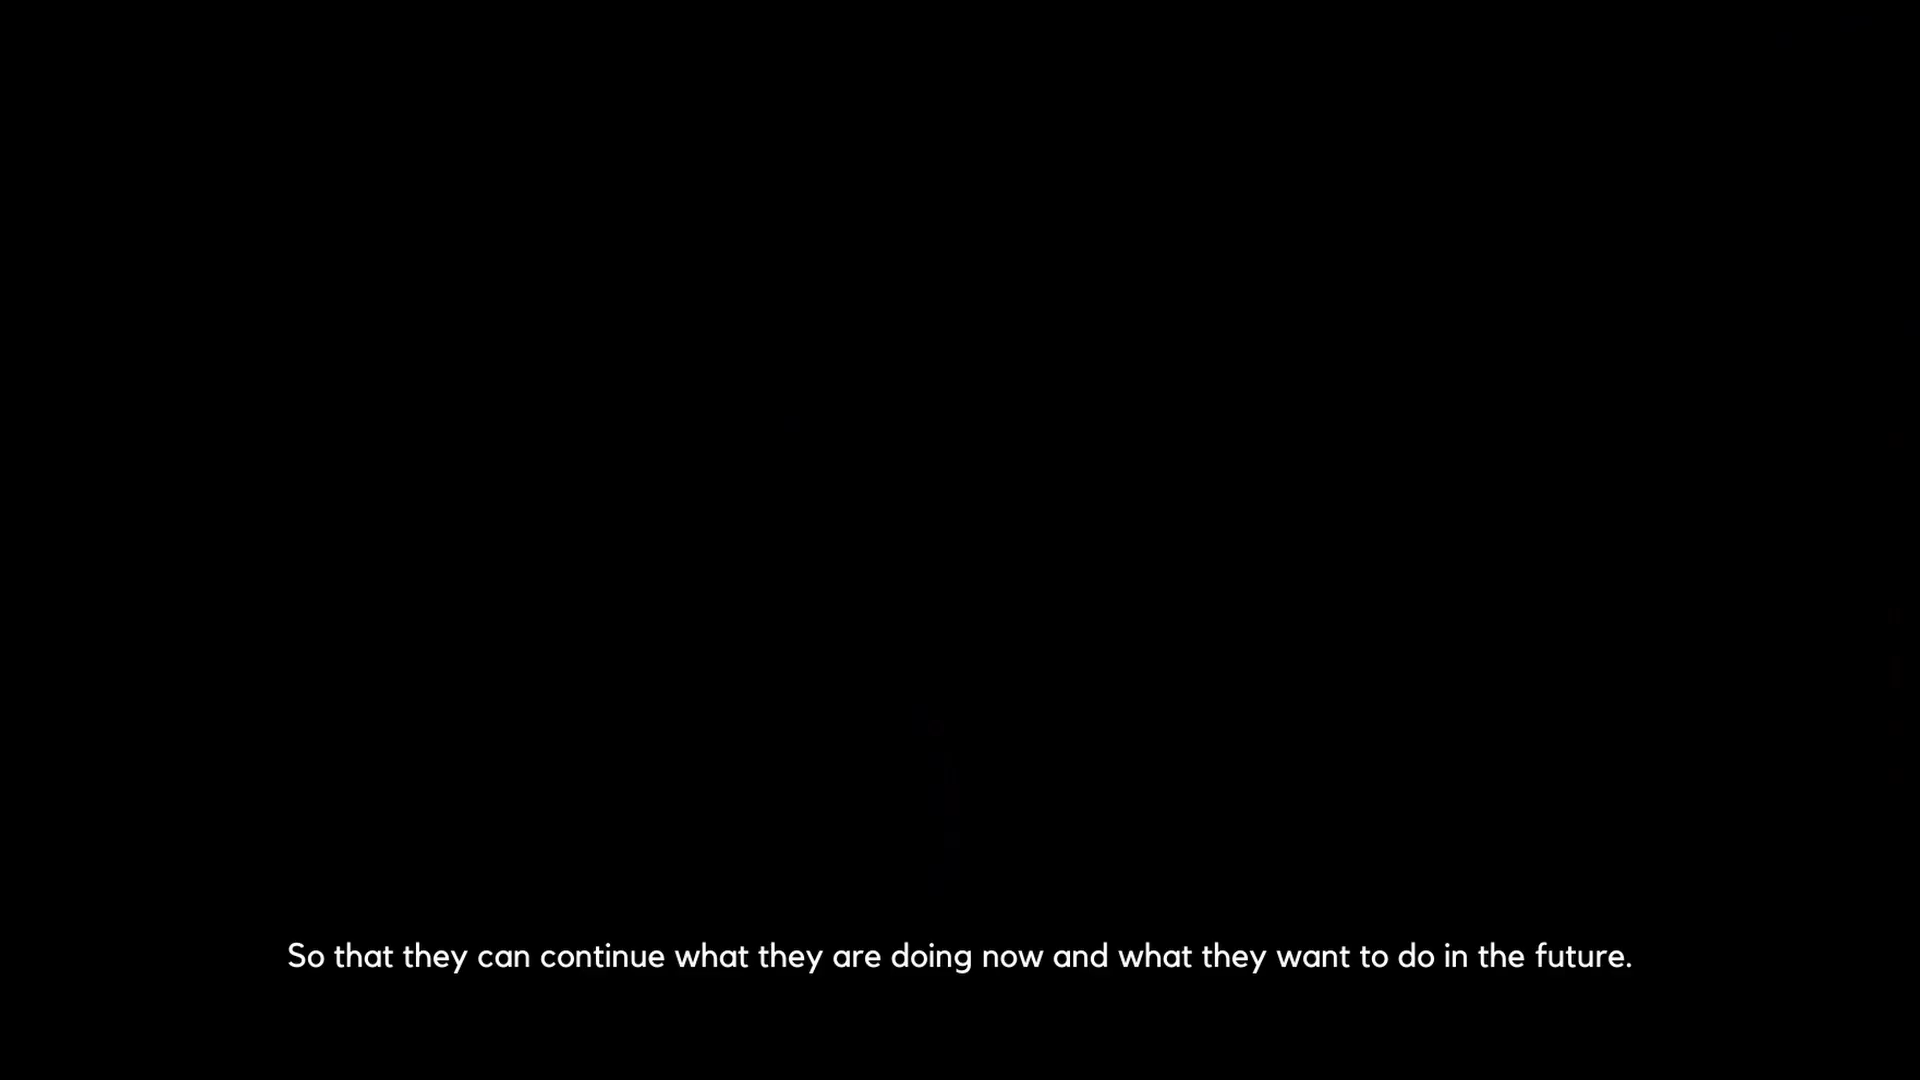 So that they can continue what they are doing now and what they want to do in the future.